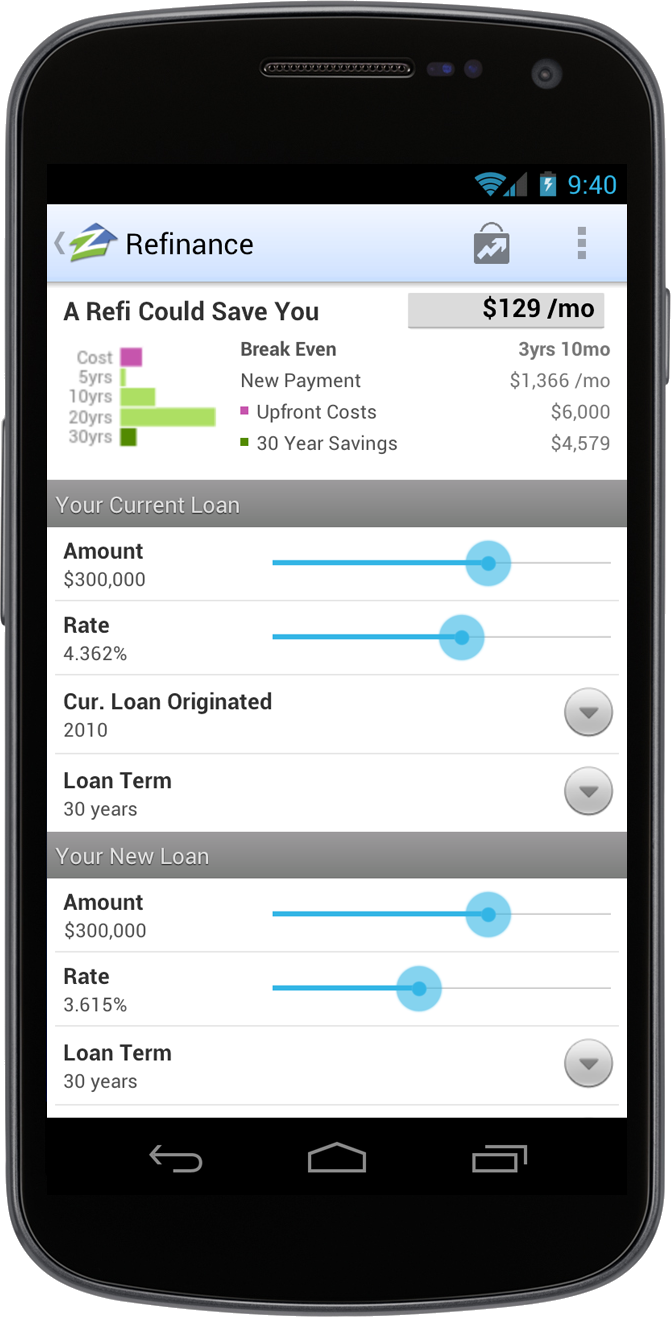 9:40
Refinance
A Refi Could Save You $129 /mo
Cost
5yrs
10yrs
20yrs
30yrs
Break Even 3yrs 10mo
New Payment $1,366 /mo
Upfront Costs $6,000
30 Year Savings $4,579
Your Current Loan
Amount
$300,000
Rate
4.362%
Cur. Loan Originated
2010
Loan Term
30 years
Your New Loan
Amount
$300,000
Rate
3.615%
Loan Term
30 years